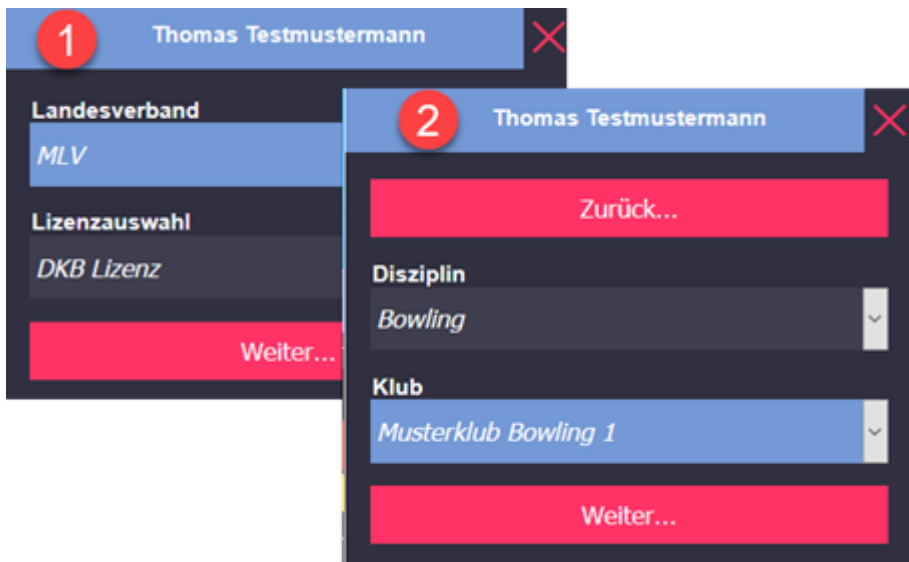 1
Thomas Testmustermann
Landesverband
MLV
Lizenzauswahl
DKB Lizenz
Weiter...
2
Thomas Testmustermann
Zurück...
Disziplin
Bowling
Klub
Musterklub Bowling 1
Weiter...